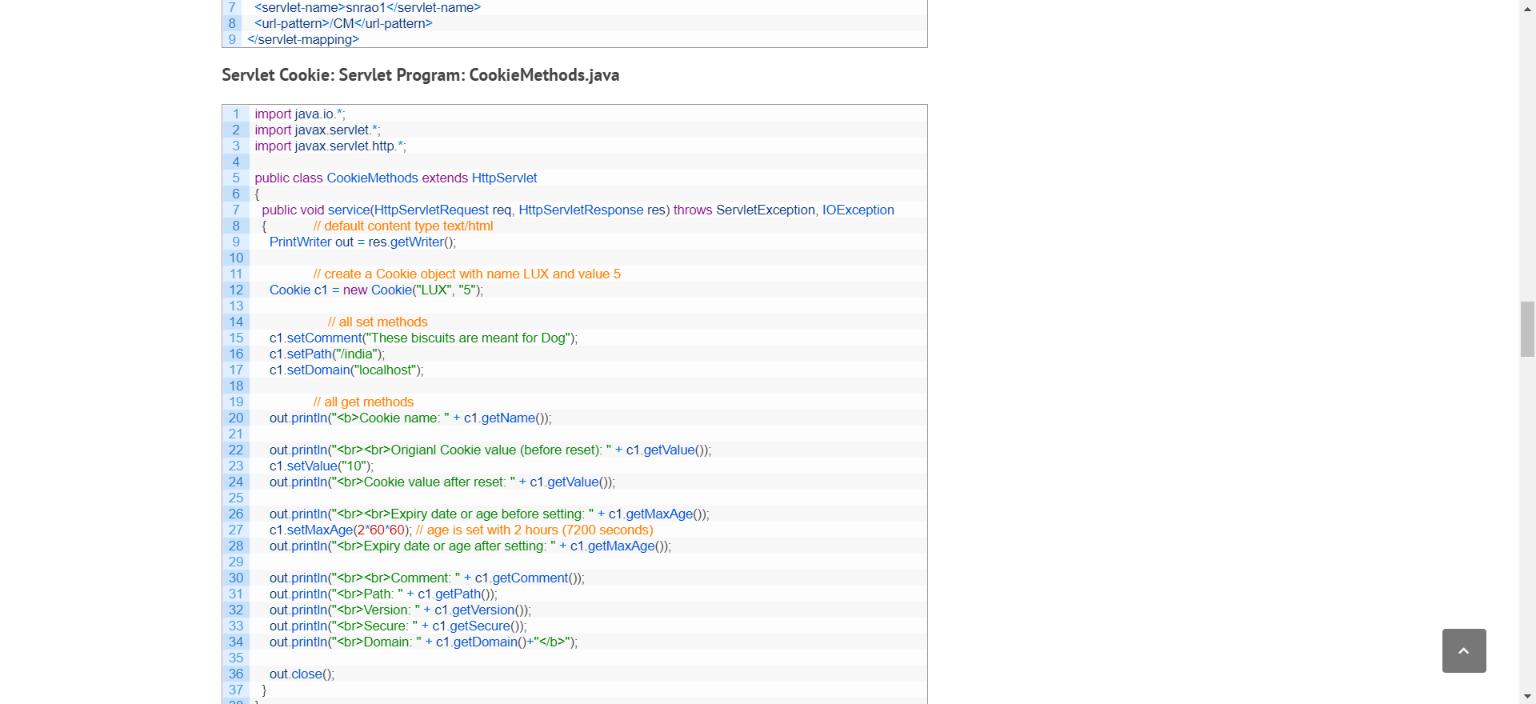 7 <servlet-name>snrao1</servlet-name>
8 <url-pattern>/CM</url-pattern>
9 </servlet-mapping>
Servlet Cookie: Servlet Program: CookieMethods.java
1 import java.io.*;
2 import javax.servlet.*;
3 import javax.servlet.http.*;
4
5 public class CookieMethods extends HttpServlet
6 {
7 public void service(HttpServletRequest req, HttpServletResponse res) throws ServletException, IOException
8 { // default content type text/html
9 PrintWriter out = res.getWriter();
10
11 // create a Cookie object with name LUX and value 5
12 Cookie c1 = new Cookie("LUX", "5");
13
14 // all set methods
15 c1.setComment("These biscuits are meant for Dog");
16 c1.setPath("/india");
17 c1.setDomain("localhost");
18
19 // all get methods
20 out.println("<b>Cookie name: " + c1.getName());
21
22 out.println("<br><br>Origianl Cookie value (before reset): " + c1.getValue());
23 c1.setValue("10");
24 out.println("<br>Cookie value after reset: " + c1.getValue());
25
26 out.println("<br><br>Expiry date or age before setting: " + c1.getMaxAge());
27 c1.setMaxAge(2*60*60); // age is set with 2 hours (7200 seconds)
28 out.println("<br>Expiry date or age after setting: " + c1.getMaxAge());
29
30 out.println("<br><br>Comment: " + c1.getComment());
31 out.println("<br>Path: " + c1.getPath());
32 out.println("<br>Version: " + c1.getVersion());
33 out.println("<br>Secure: " + c1.getSecure());
34 out.println("<br>Domain: " + c1.getDomain()+"</b>");
35
36 out.close();
37 }
38 }